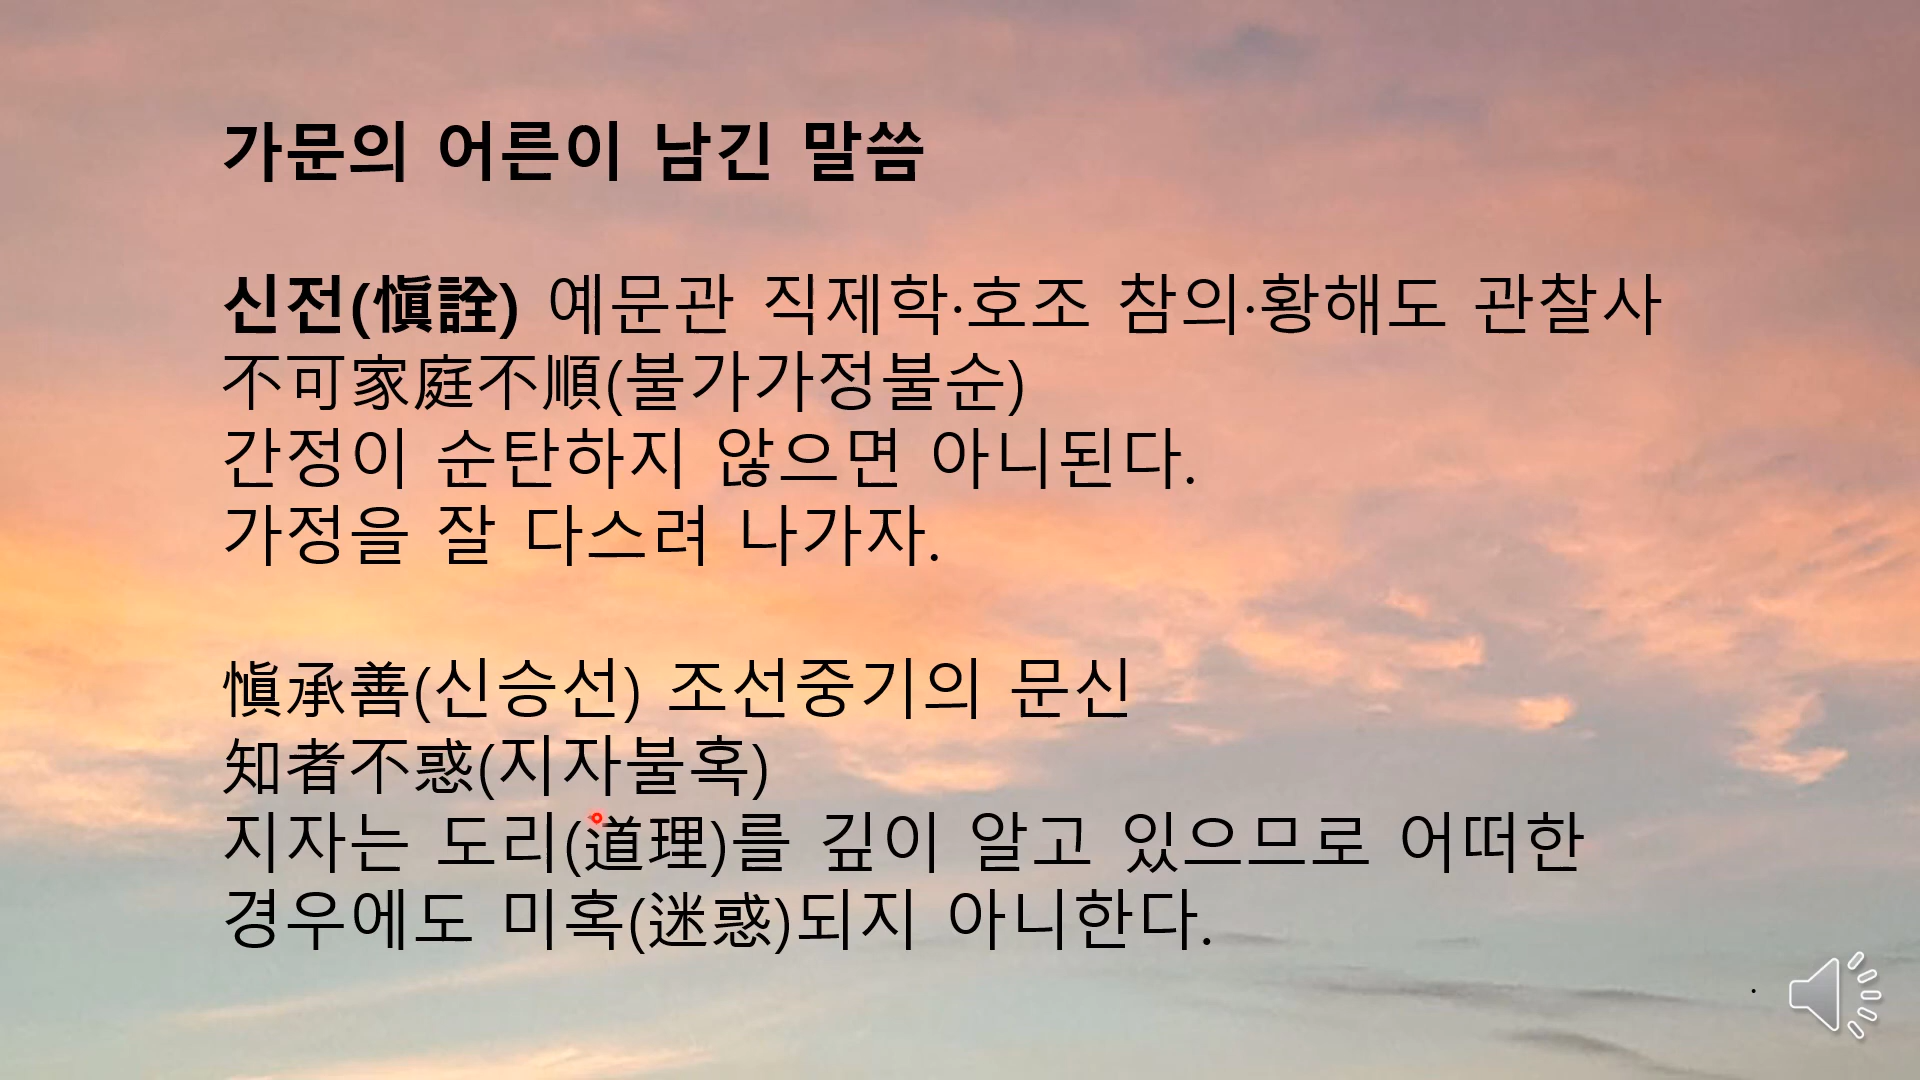 가문의 어른이 남긴 말씀
신전(愼詮) 예문관 직제학·호조 참의·황해도 관찰사
不可家庭不順(불가가정불순)
간정이 순탄하지 않으면 아니된다.
가정을 잘 다스려 나가자.
愼承善(신승선) 조선중기의 문신
知者不惑(지자불혹)
지자는 도리(道理)를 깊이 알고 있으므로 어떠한
경우에도 미혹(迷惑)되지 아니한다.
.